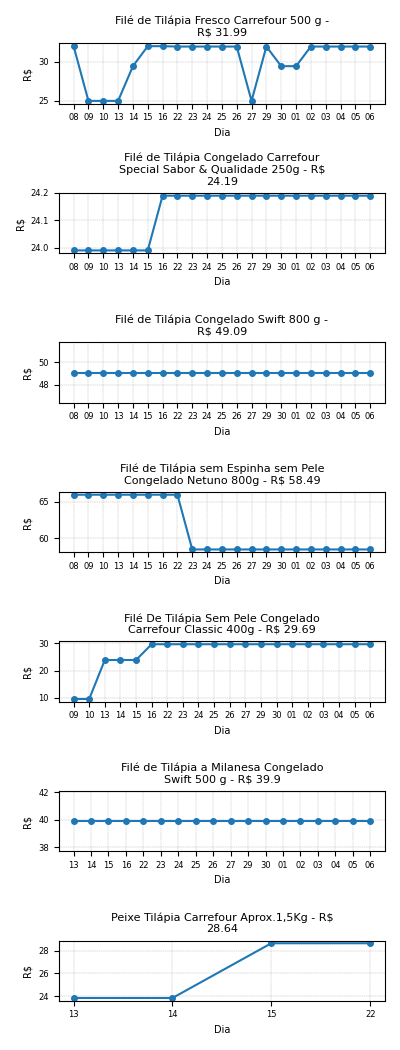 Filé de Tilápia Fresco Carrefour 500 g -
R$ 31.99
30
25
R$
08 09 10 13 14 15 16 22 23 24 25 26 27 29 30 01 02 03 04 05 06
Dia
Filé de Tilápia Congelado Carrefour
Special Sabor & Qualidade 250g - R$
24.19
24.2
24.1
24.0
R$
08 09 10 13 14 15 16 22 23 24 25 26 27 29 30 01 02 03 04 05 06
Dia
Filé de Tilápia Congelado Swift 800 g -
R$ 49.09
50
48
R$
08 09 10 13 14 15 16 22 23 24 25 26 27 29 30 01 02 03 04 05 06
Dia
Filé de Tilápia sem Espinha sem Pele
Congelado Netuno 800g - R$ 58.49
65
60
R$
08 09 10 13 14 15 16 22 23 24 25 26 27 29 30 01 02 03 04 05 06
Dia
Filé De Tilápia Sem Pele Congelado
Carrefour Classic 400g - R$ 29.69
30
20
10
R$
09 10 13 14 15 16 22 23 24 25 26 27 29 30 01 02 03 04 05 06
Dia
Filé de Tilápia a Milanesa Congelado
Swift 500 g - R$ 39.9
42
40
38
R$
13 14 15 16 22 23 24 25 26 27 29 30 01 02 03 04 05 06
Dia
Peixe Tilápia Carrefour Aprox.1,5Kg - R$
28.64
28
26
24
R$
13 14 15 22
Dia